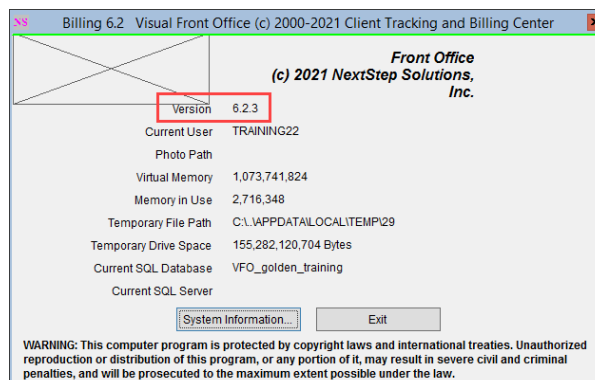 NS Billing 6.2 Visual Front Office (c) 2000-2021 Client Tracking and Billing Center
Front Office
(c) 2021 NextStep Solutions,
Inc.
Version 6.2.3
Current User TRAINING22
Photo Path
Virtual Memory 1,073,741,824
Memory in Use 2,716,348
Temporary File Path C:\..\APPDATA\LOCAL\TEMP\29
Temporary Drive Space 155,282,120,704 Bytes
Current SQL Database VFO_golden_training
Current SQL Server
System Information... Exit
WARNING: This computer program is protected by copyright laws and international treaties. Unauthorized
reproduction or distribution of this program, or any portion of it, may result in severe civil and criminal
penalties, and will be prosecuted to the maximum extent possible under the law.